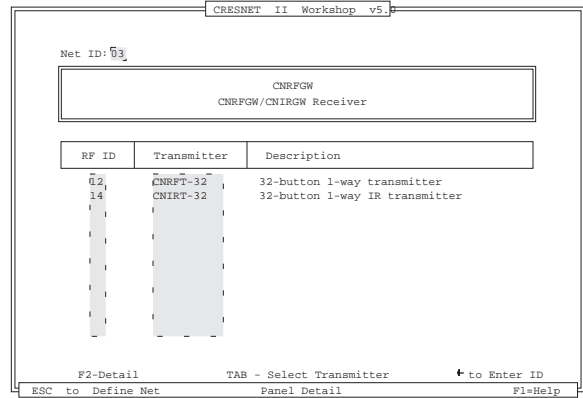 CRESNET II Workshop v5.0
Net ID: 03
CNRFGW
CNRFGW/CNIRGW Receiver
RF ID Transmitter Description
12 CNRFT-32 32-button 1-way transmitter
14 CNIRT-32 32-button 1-way IR transmitter
F2-Detail TAB - Select Transmitter to Enter ID
ESC to Define Net Panel Detail F1=Help